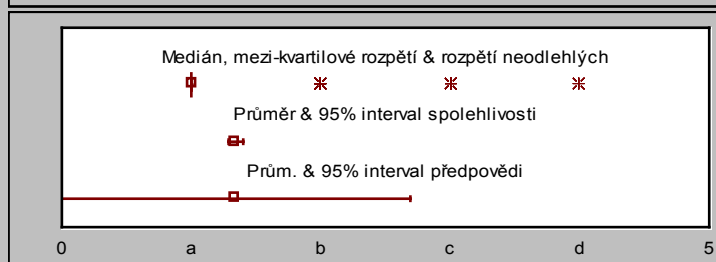 Medián, mezi-kvartilové rozpětí & rozpětí neodlehlých
Průměr & 95% interval spolehlivosti
Prům. & 95% interval předpovědi
0 a b c d 5